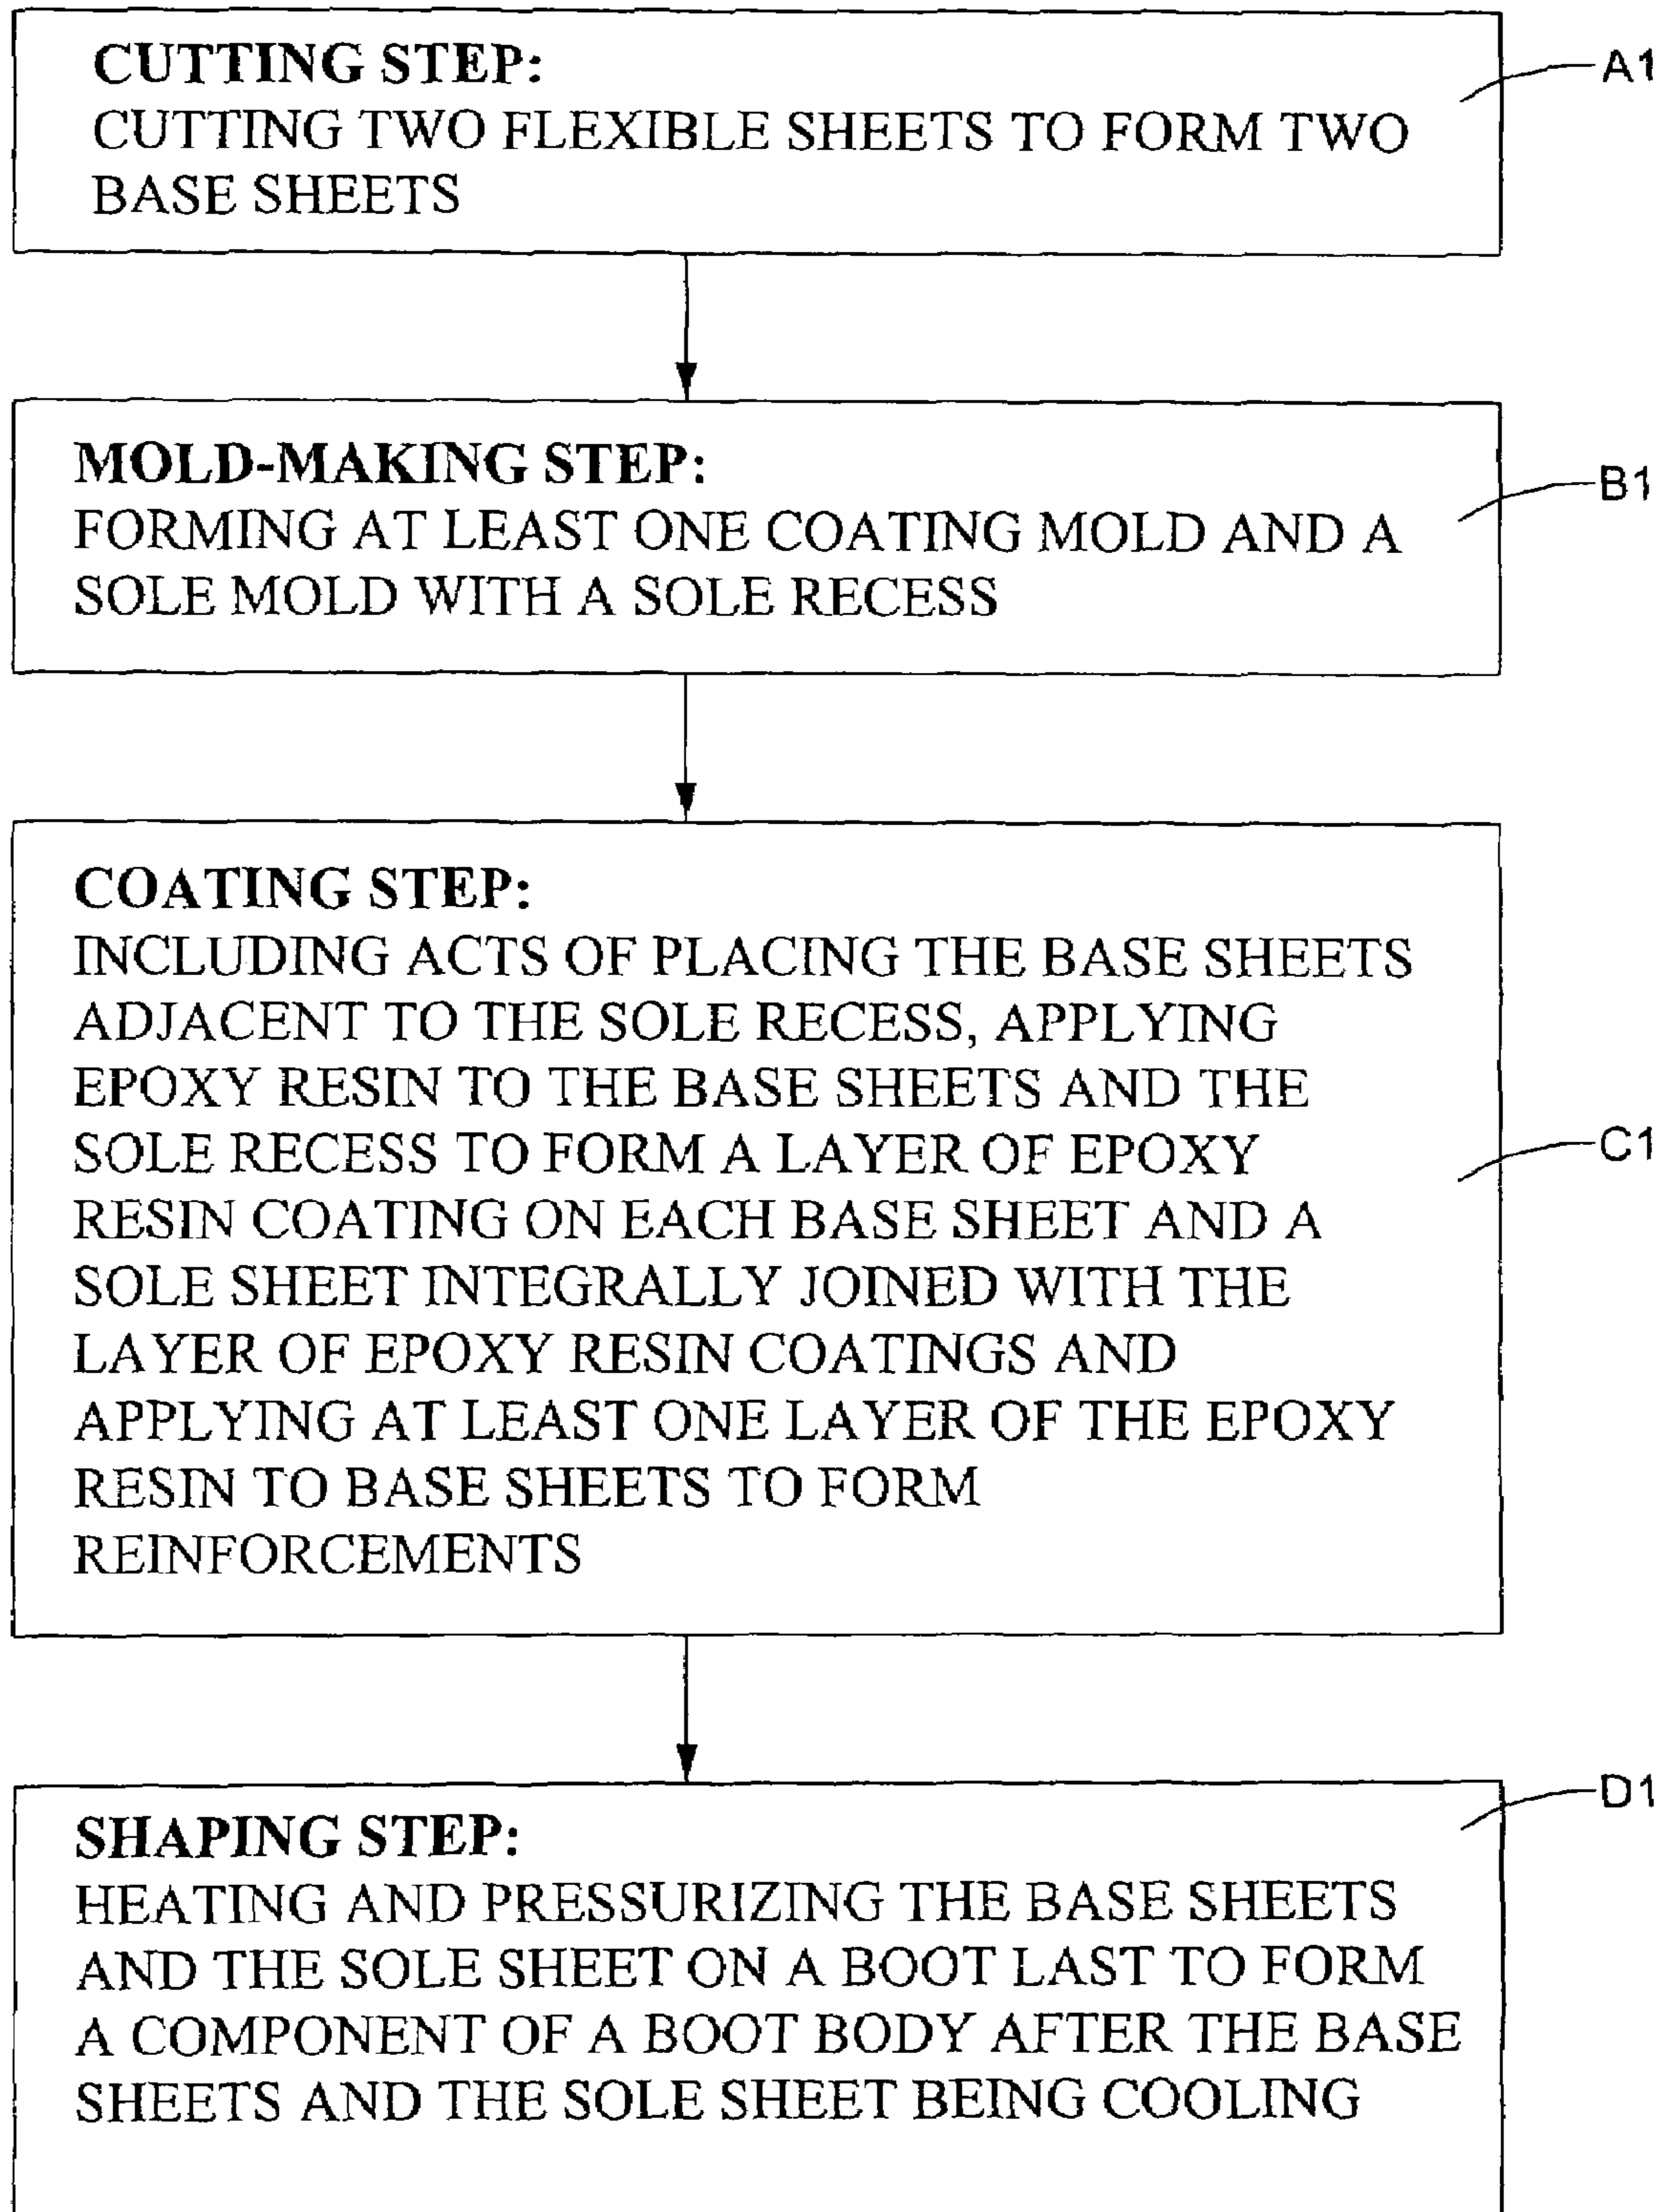 CUTTING STEP:
A1
CUTTING TWO FLEXIBLE SHEETS TO FORM TWO
BASE SHEETS
MOLD-MAKING STEP:
B1
FORMING AT LEAST ONE COATING MOLD AND A
SOLE MOLD WITH A SOLE RECESS
COATING STEP:
INCLUDING ACTS OF PLACING THE BASE SHEETS
ADJACENT TO THE SOLE RECESS, APPLYING
EPOXY RESIN TO THE BASE SHEETS AND THE
SOLE RECESS TO FORM A LAYER OF EPOXY
C1
RESIN COATING ON EACH BASE SHEET AND A
SOLE SHEET INTEGRALLY JOINED WITH THE
LAYER OF EPOXY RESIN COATINGS AND
APPLYING AT LEAST ONE LAYER OF THE EPOXY
RESIN TO BASE SHEETS TO FORM
REINFORCEMENTS
D1
SHAPING STEP:
HEATING AND PRESSURIZING THE BASE SHEETS
AND THE SOLE SHEET ON A BOOT LAST TO FORM
A COMPONENT OF A BOOT BODY AFTER THE BASE
SHEETS AND THE SOLE SHEET BEING COOLING